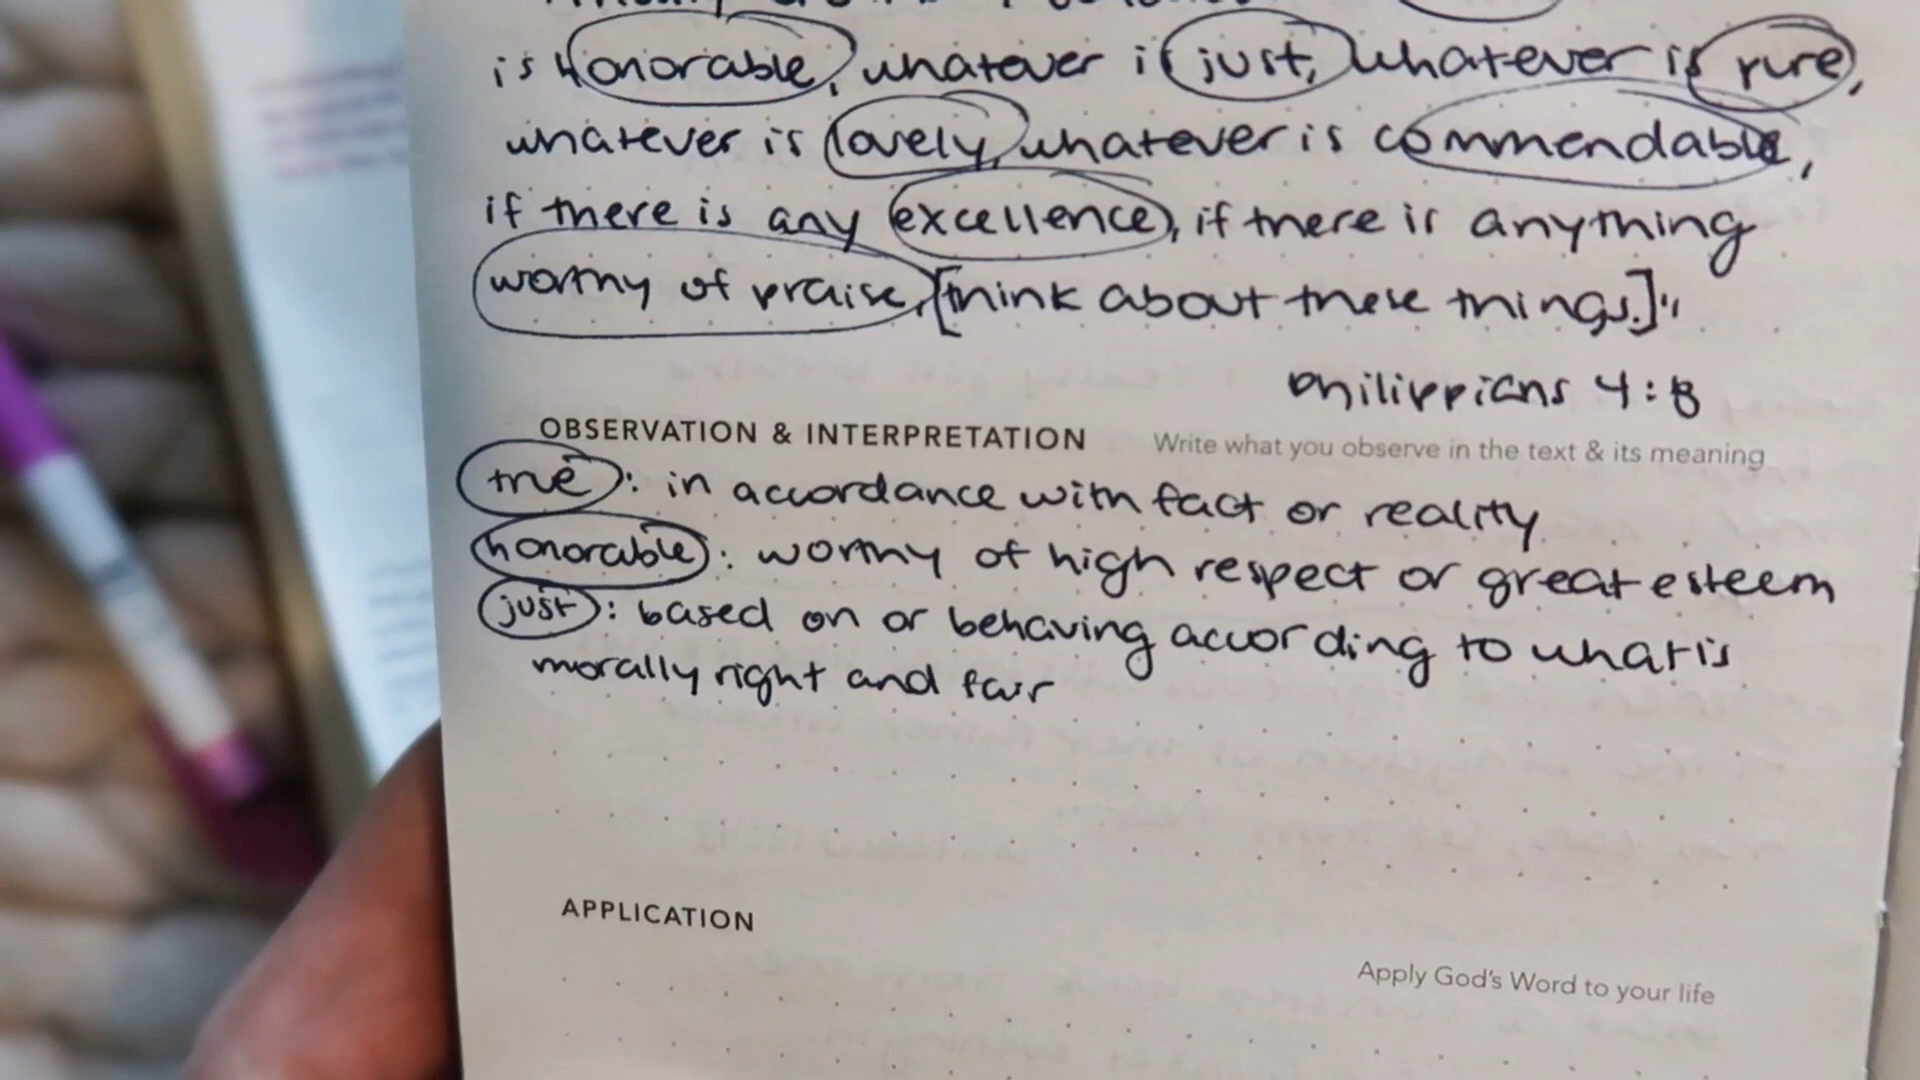 is honorable, whatever is just, whatever is pure,
whatever is lovely, whatever is commendable,
if there is any excellence, if there is anything
worthy of praise, [think about these things.]"
Philippians 4:8
OBSERVATION & INTERPRETATION Write what you observe in the text & its meaning
true: in accordance with fact or reality
honorable: worthy of high respect or great esteem
just: based on or behaving according to what is
morally right and fair
APPLICATION
Apply God's Word to your life